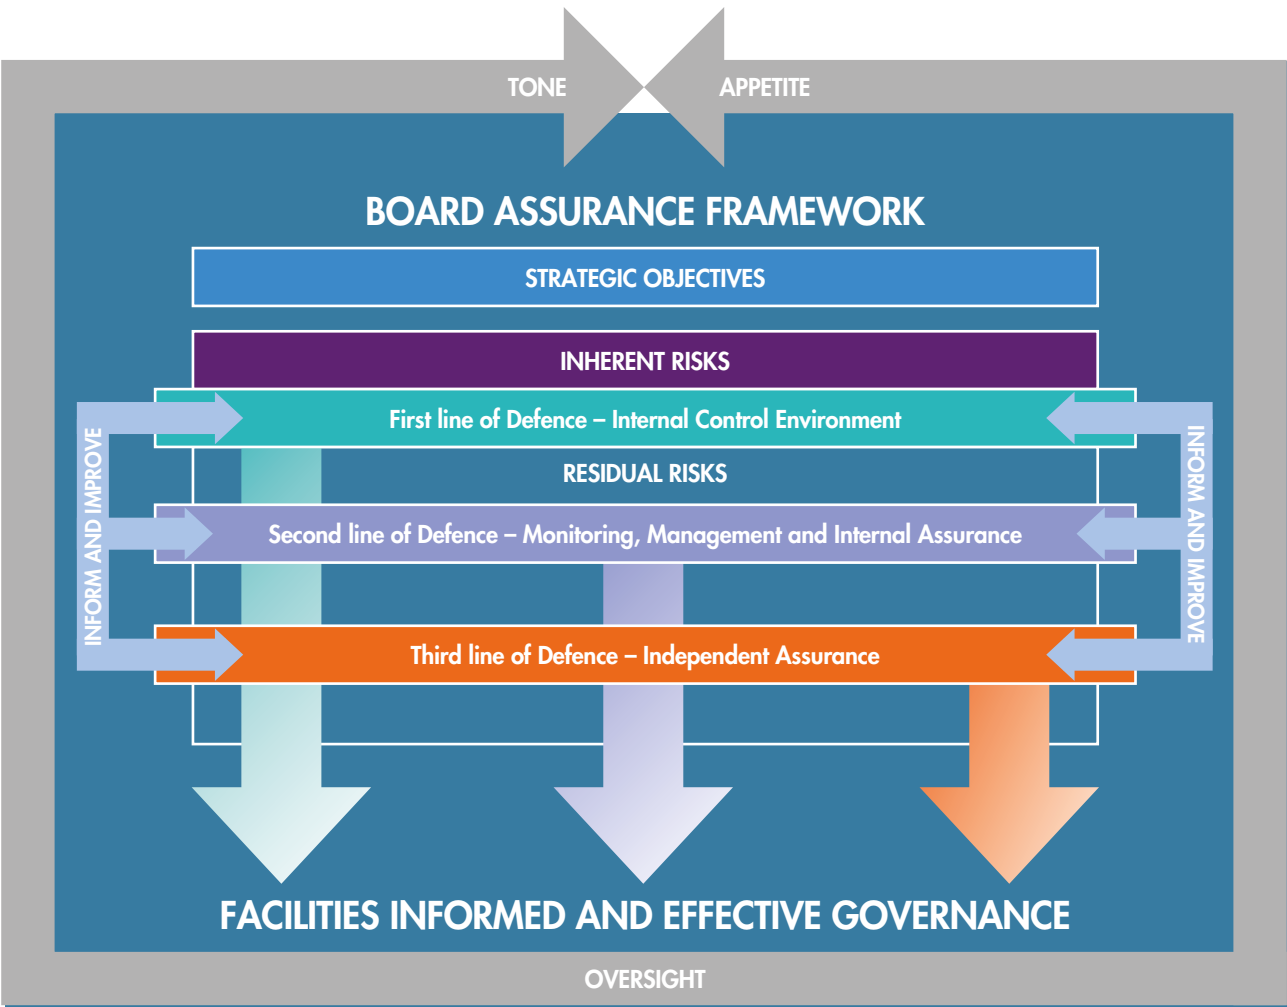 TONE
APPETITE
BOARD ASSURANCE FRAMEWORK
STRATEGIC OBJECTIVES
INHERENT RISKS
First line of Defence – Internal Control Environment
RESIDUAL RISKS
Second line of Defence – Monitoring, Management and Internal Assurance
Third line of Defence – Independent Assurance
INFORM AND IMPROVE
INFORM AND IMPROVE
FACILITIES INFORMED AND EFFECTIVE GOVERNANCE
OVERSIGHT